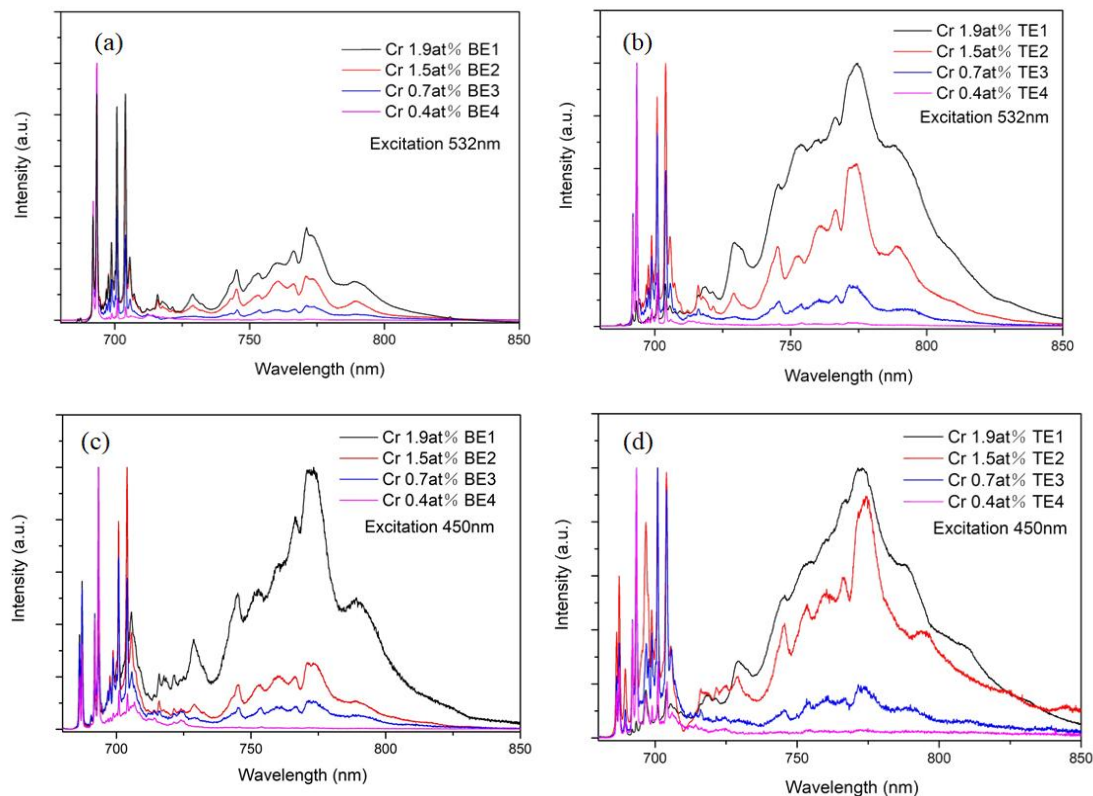 (a)
Cr 1.9at% BE1
Cr 1.5at% BE2
Cr 0.7at% BE3
Cr 0.4at% BE4
Excitation 532nm
Intensity (a.u.)
700 750 800 850
Wavelength (nm)
(b)
Cr 1.9at% TE1
Cr 1.5at% TE2
Cr 0.7at% TE3
Cr 0.4at% TE4
Excitation 532nm
Intensity (a.u.)
700 750 800 850
Wavelength (nm)
(c)
Cr 1.9at% BE1
Cr 1.5at% BE2
Cr 0.7at% BE3
Cr 0.4at% BE4
Excitation 450nm
Intensity (a.u.)
700 750 800 850
Wavelength (nm)
(d)
Cr 1.9at% TE1
Cr 1.5at% TE2
Cr 0.7at% TE3
Cr 0.4at% TE4
Excitation 450nm
Intensity (a.u.)
700 750 800 850
Wavelength (nm)